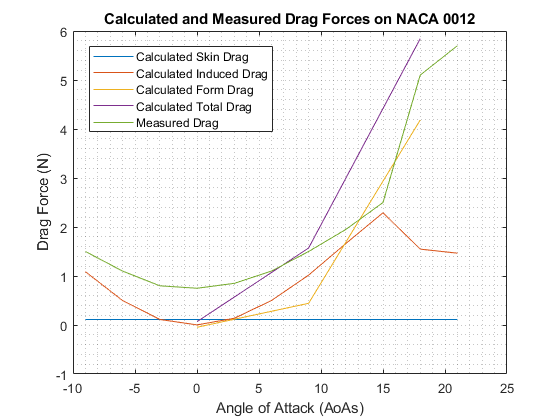 Calculated and Measured Drag Forces on NACA 0012
6
5
4
3
2
1
0
-1
Drag Force (N)
Calculated Skin Drag
Calculated Induced Drag
Calculated Form Drag
Calculated Total Drag
Measured Drag
-10 -5 0 5 10 15 20 25
Angle of Attack (AoAs)